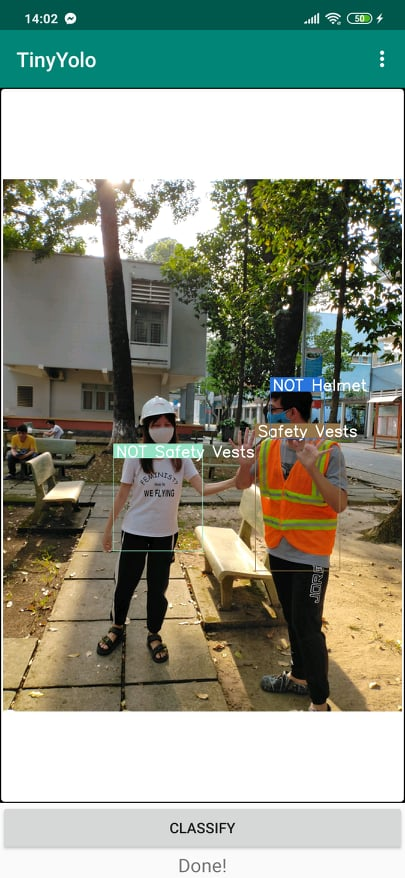 14:02
50
TinyYolo
NOT Helmet
Safety Vests
NOT Safety Vests
FEMINIST
WE FLYING
CLASSIFY
Done!